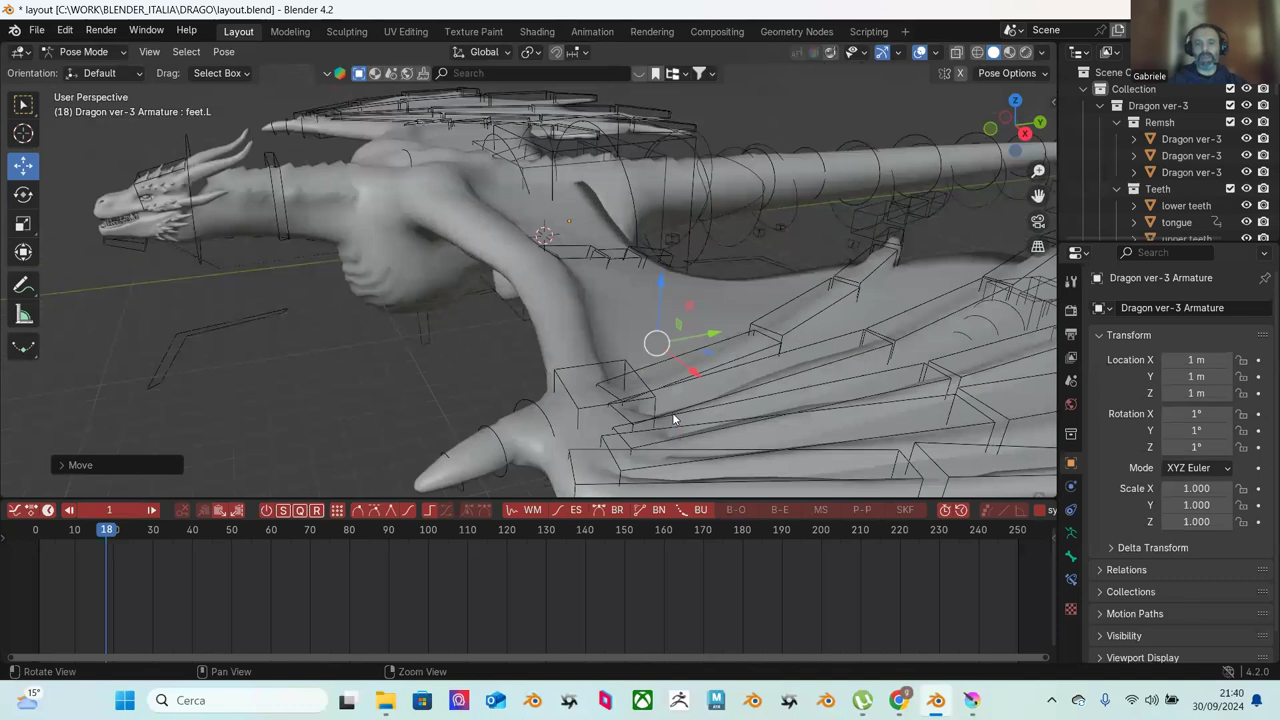 * layout [C:\WORK\BLENDER_ITALIA\DRAGO\layout.blend] - Blender 4.2
File Edit Render Window Help Layout Modeling Sculpting UV Editing Texture Paint Shading Animation Rendering Compositing Geometry Nodes Scripting + Scene
Gabriele
Pose Mode View Select Pose Global
Orientation: Default Drag: Select Box Search X Pose Options
User Perspective
(18) Dragon ver-3 Armature : feet.L
Z
Y
X
Move
Scene C
Collection
Dragon ver-3
Remsh
Dragon ver-3
Dragon ver-3
Dragon ver-3
Teeth
lower teeth
tongue
upper teeth
Search
Dragon ver-3 Armature
Dragon ver-3 Armature
Transform
Location X 1 m
Y 1 m
Z 1 m
Rotation X 1°
Y 1°
Z 1°
Mode XYZ Euler
Scale X 1.000
Y 1.000
Z 1.000
Delta Transform
Relations
Collections
Motion Paths
Visibility
Viewport Display
1 S Q R WM ES BR BN BU B-O B-E MS P-P SKF sy
0 10 18 20 30 40 50 60 70 80 90 100 110 120 130 140 150 160 170 180 190 200 210 220 230 240 250
Rotate View Pan View Zoom View 4.2.0
15°
Cerca
21:40
30/09/2024